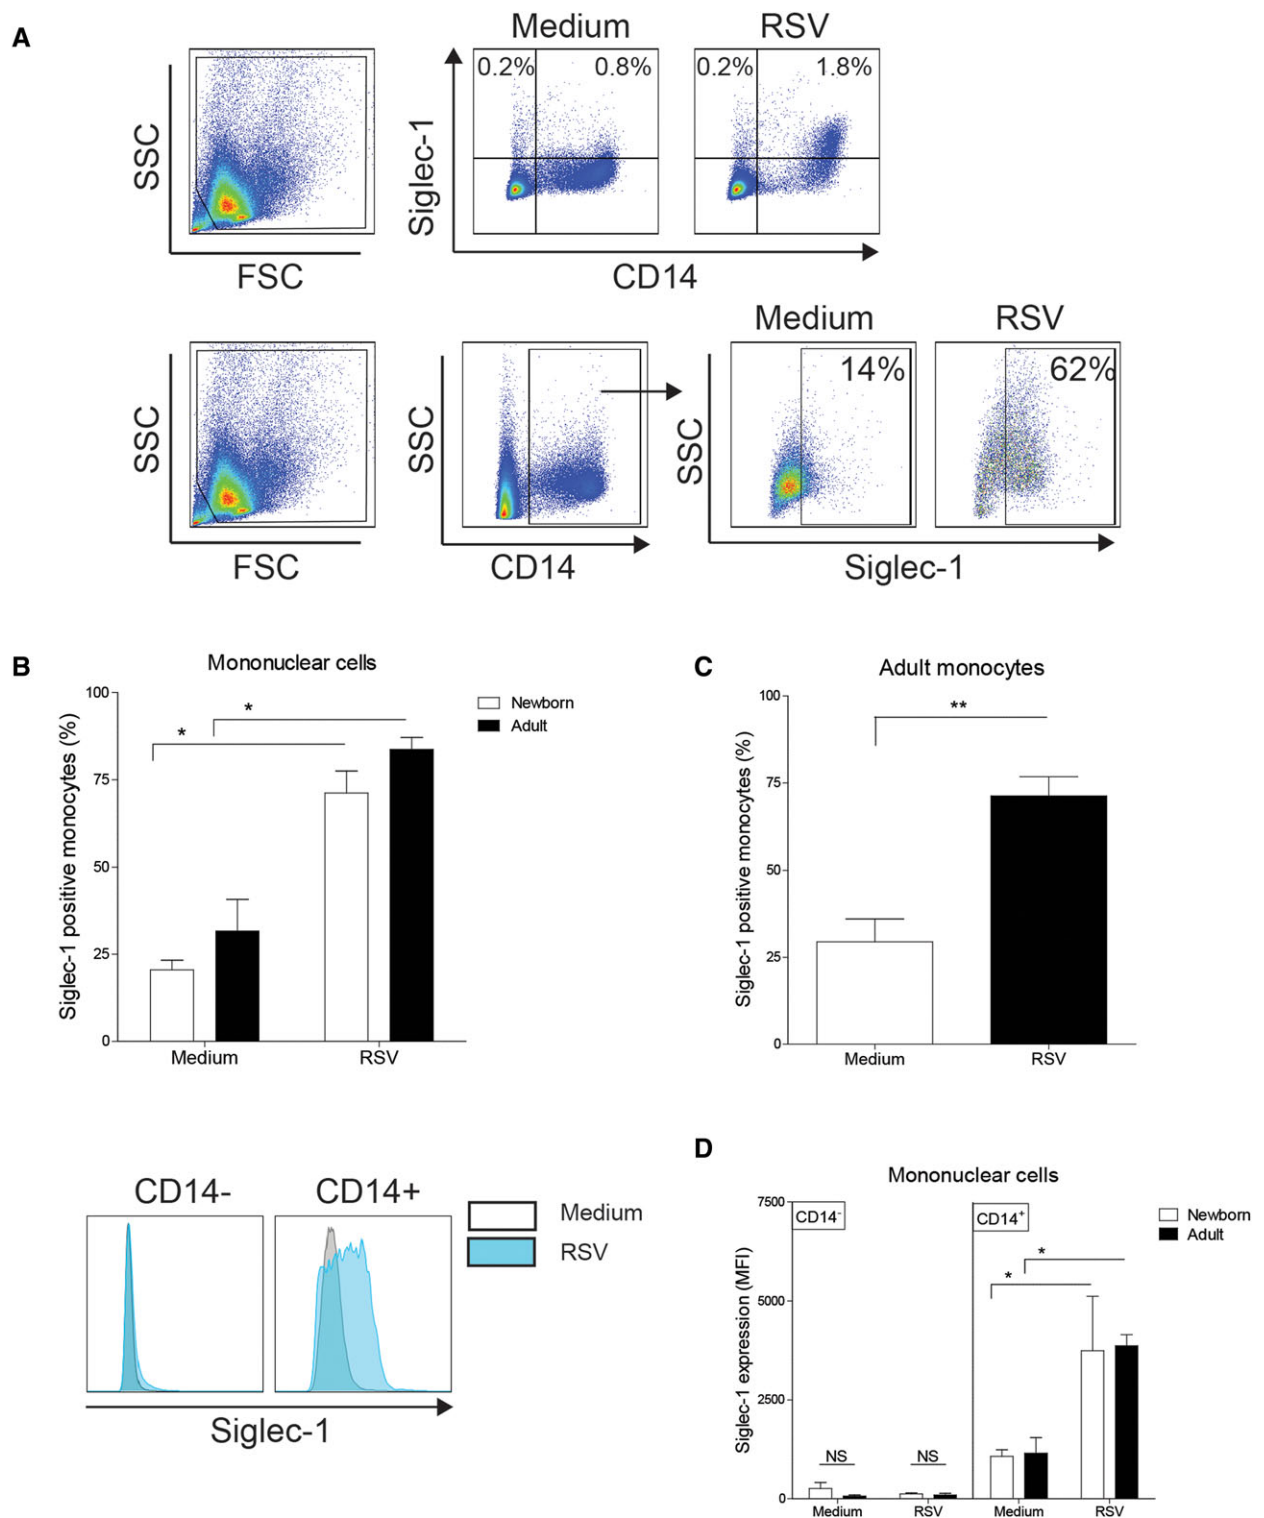 A
Medium
RSV
SSC
FSC
Siglec-1
0.2%
0.8%
0.2%
1.8%
CD14
SSC
FSC
SSC
CD14
Medium
RSV
SSC
14%
62%
Siglec-1
B
Mononuclear cells
Siglec-1 positive monocytes (%)
100
75
50
25
0
*
*
Medium
RSV
Newborn
Adult
C
Adult monocytes
Siglec-1 positive monocytes (%)
100
75
50
25
0
**
Medium
RSV
CD14-
CD14+
Medium
RSV
Siglec-1
D
Mononuclear cells
Siglec-1 expression (MFI)
7500
5000
2500
0
CD14-
CD14+
NS
NS
*
*
Medium
RSV
Medium
RSV
Newborn
Adult